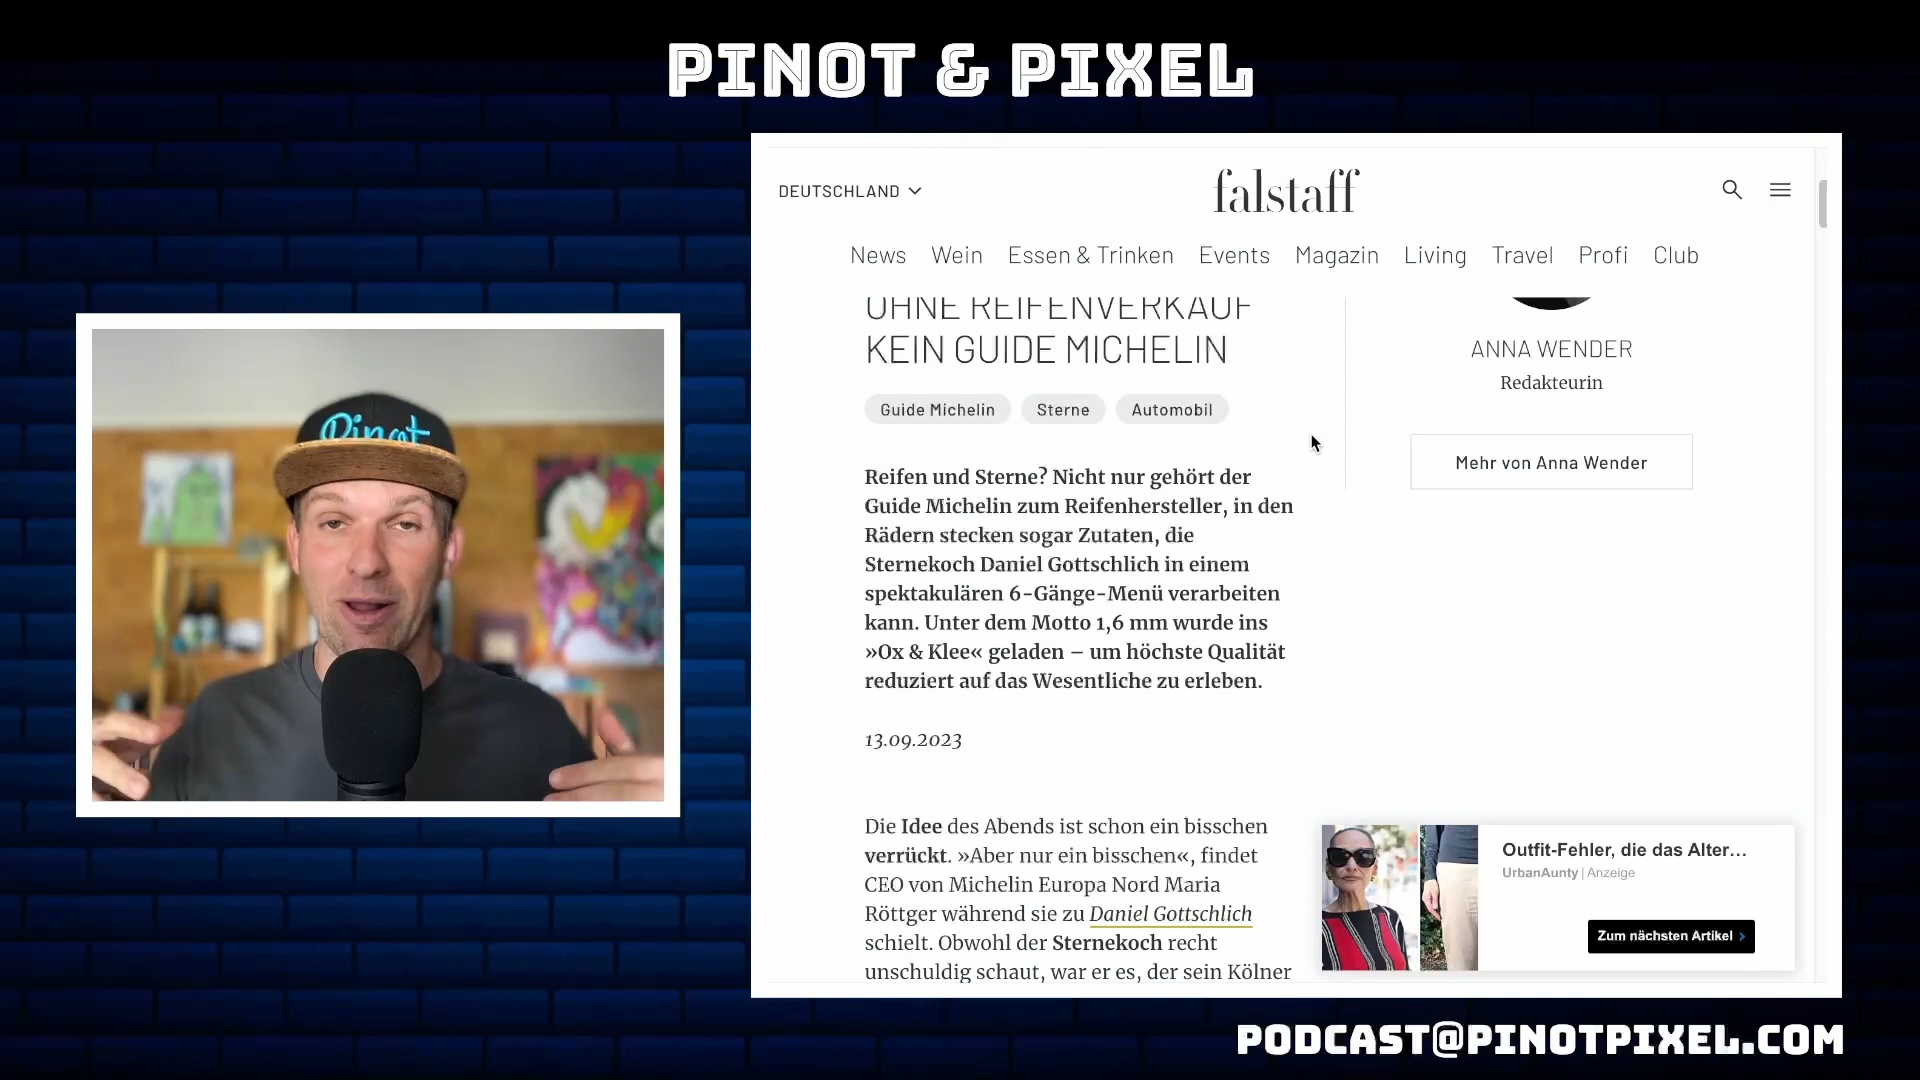 PINOT & PIXEL
DEUTSCHLAND
falstaff
News Wein Essen & Trinken Events Magazin Living Travel Profi Club
OHNE REIFENVERKAUF
KEIN GUIDE MICHELIN
Guide Michelin Sterne Automobil
Reifen und Sterne? Nicht nur gehört der
Guide Michelin zum Reifenhersteller, in den
Rädern stecken sogar Zutaten, die
Sternekoch Daniel Gottschlich in einem
spektakulären 6-Gänge-Menü verarbeiten
kann. Unter dem Motto 1,6 mm wurde ins
»Ox & Klee« geladen – um höchste Qualität
reduziert auf das Wesentliche zu erleben.
13.09.2023
Die Idee des Abends ist schon ein bisschen
verrückt. »Aber nur ein bisschen«, findet
CEO von Michelin Europa Nord Maria
Röttger während sie zu Daniel Gottschlich
schielt. Obwohl der Sternekoch recht
unschuldig schaut, war er es, der sein Kölner
ANNA WENDER
Redakteurin
Mehr von Anna Wender
Outfit-Fehler, die das Alter...
UrbanAunty | Anzeige
Zum nächsten Artikel >
Pinot
PODCAST@PINOTPIXEL.COM